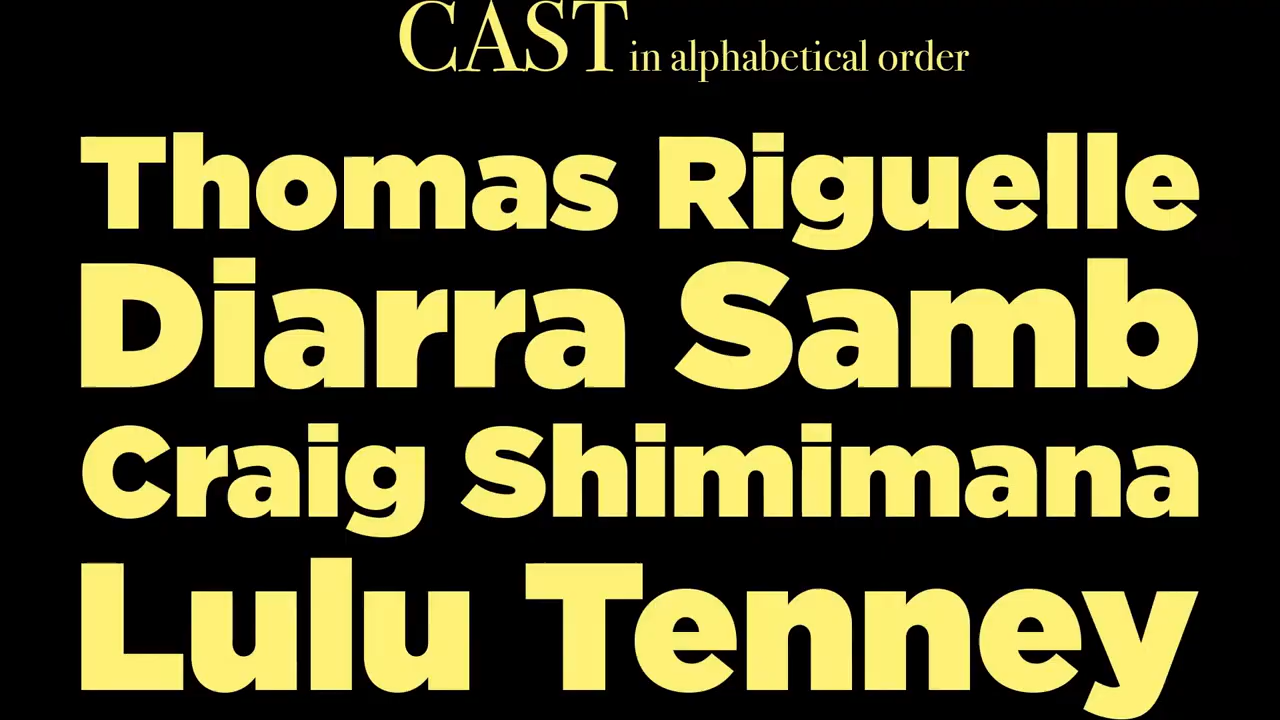 CAST in alphabetical order
Thomas Riguelle
Diarra Samb
Craig Shimimana
Lulu Tenney